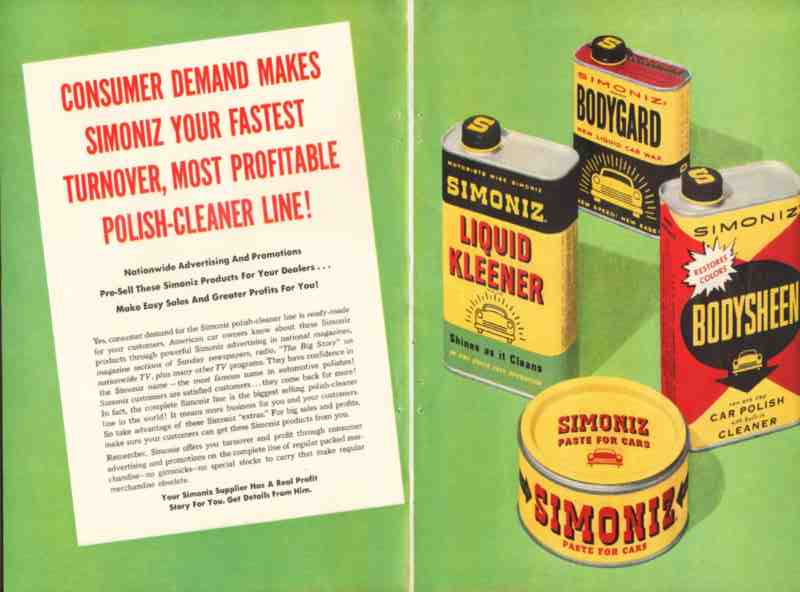 CONSUMER DEMAND MAKES
SIMONIZ YOUR FASTEST
TURNOVER, MOST PROFITABLE
POLISH-CLEANER LINE!
Nationwide Advertising And Promotions
Pre-Sell These Simoniz Products For Your Dealers . . .
Make Easy Sales And Greater Profits For You!
Yes, consumer demand for the Simoniz polish-cleaner line is ready-made
for your customers. American car owners know about these Simoniz
products through powerful Simoniz advertising in national magazines,
magazine sections of Sunday newspapers, radio, "The Big Story" on
nationwide TV, plus many other TV programs. They have confidence in
the Simoniz name—the most famous name in automotive polishes!
Simoniz customers are satisfied customers . . . they come back for more!
In fact, the complete Simoniz line is the biggest selling polish-cleaner
line in the world! It means more business for you and your customers.
So take advantage of these Simoniz "extras." For big sales and profits,
make sure your customers can get these Simoniz products from you.
Remember, Simoniz offers you turnover and profit through consumer
advertising and promotions on the complete line of regular packed mer-
chandise—no gimmicks—no special stocks to carry that make regular
merchandise obsolete.
Your Simoniz Supplier Has A Real Profit
Story For You. Get Details From Him.
S
SIMONIZ
BODYGARD
NEW LIQUID CAR WAX
NEW SPEED! NEW EASE!
S
MOTORISTS WISE SIMONIZ
SIMONIZ
LIQUID
KLEENER
Shines as it Cleans
S
SIMONIZ
RESTORES
COLORS
BODYSHEEN
CAR POLISH
with built-in
CLEANER
SIMONIZ
PASTE FOR CARS
SIMONIZ
PASTE FOR CARS